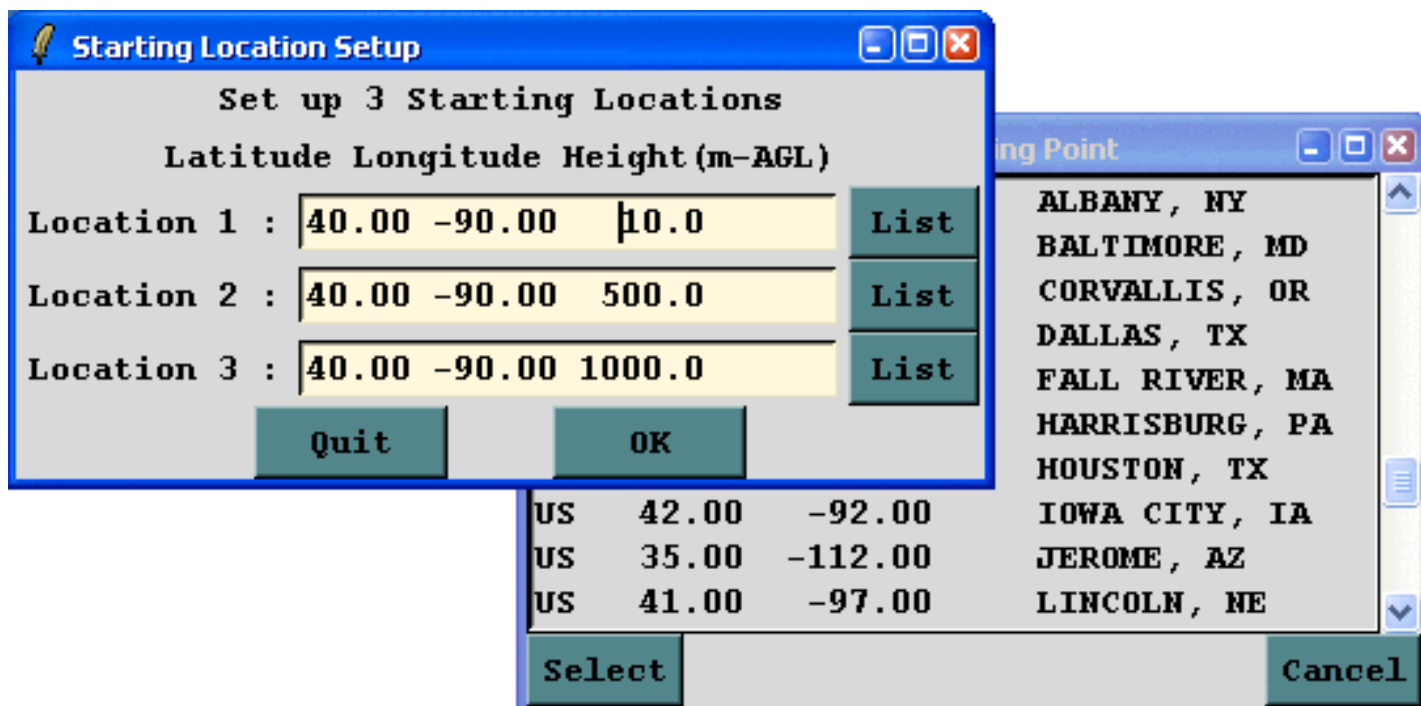 Starting Location Setup
Set up 3 Starting Locations
Latitude Longitude Height(m-AGL)
Location 1 : 40.00 -90.00 10.0 List
Location 2 : 40.00 -90.00 500.0 List
Location 3 : 40.00 -90.00 1000.0 List
Quit OK
Point
ALBANY, NY
BALTIMORE, MD
CORVALLIS, OR
DALLAS, TX
FALL RIVER, MA
HARRISBURG, PA
HOUSTON, TX
US 42.00 -92.00 IOWA CITY, IA
US 35.00 -112.00 JEROME, AZ
US 41.00 -97.00 LINCOLN, NE
Select Cancel